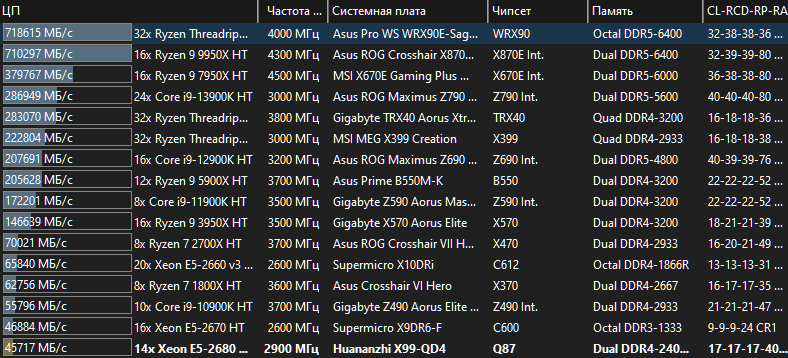 ЦП Частота ... Системная плата Чипсет Память CL-RCD-RP-RA
718615 МБ/с 32x Ryzen Threadrip... 4000 МГц Asus Pro WS WRX90E-Sag... WRX90 Octal DDR5-6400 32-38-38-36 ...
710297 МБ/с 16x Ryzen 9 9950X HT 4300 МГц Asus ROG Crosshair X870... X870E Int. Dual DDR5-6400 32-39-39-80 ...
379767 МБ/с 16x Ryzen 9 7950X HT 4500 МГц MSI X670E Gaming Plus ... X670E Int. Dual DDR5-6000 36-38-38-80 ...
286949 МБ/с 24x Core i9-13900K HT 3000 МГц Asus ROG Maximus Z790 ... Z790 Int. Dual DDR5-5600 40-40-40-80 ...
283070 МБ/с 32x Ryzen Threadrip... 3800 МГц Gigabyte TRX40 Aorus Xtr... TRX40 Quad DDR4-3200 16-18-18-36 ...
222804 МБ/с 32x Ryzen Threadrip... 3000 МГц MSI MEG X399 Creation X399 Quad DDR4-2933 16-18-18-38 ...
207691 МБ/с 16x Core i9-12900K HT 3200 МГц Asus ROG Maximus Z690 ... Z690 Int. Dual DDR5-4800 40-39-39-76 ...
205628 МБ/с 12x Ryzen 9 5900X HT 3700 МГц Asus Prime B550M-K B550 Dual DDR4-3200 22-22-22-52 ...
172201 МБ/с 8x Core i9-11900K HT 3500 МГц Gigabyte Z590 Aorus Mas... Z590 Int. Dual DDR4-3200 22-22-22-52 ...
146639 МБ/с 16x Ryzen 9 3950X HT 3500 МГц Gigabyte X570 Aorus Elite X570 Dual DDR4-3200 18-21-21-39 ...
70021 МБ/с 8x Ryzen 7 2700X HT 3700 МГц Asus ROG Crosshair VII H... X470 Dual DDR4-2933 16-20-21-49 ...
65840 МБ/с 20x Xeon E5-2660 v3 ... 2600 МГц Supermicro X10DRi C612 Octal DDR4-1866R 13-13-13-31 ...
62756 МБ/с 8x Ryzen 7 1800X HT 3600 МГц Asus Crosshair VI Hero X370 Dual DDR4-2667 16-17-17-35 ...
55796 МБ/с 10x Core i9-10900K HT 3700 МГц Gigabyte Z490 Aorus Elite Z490 Int. Dual DDR4-2933 21-21-21-47 ...
46884 МБ/с 16x Xeon E5-2670 HT 2600 МГц Supermicro X9DR6-F C600 Octal DDR3-1333 9-9-9-24 CR1
45717 МБ/с 14x Xeon E5-2680 ... 2900 МГц Huananzhi X99-QD4 Q87 Dual DDR4-240... 17-17-17-40...